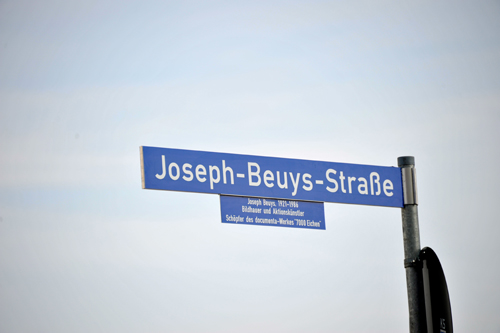 Joseph-Beuys-Straße
Joseph Beuys 1921-1986
Bildhauer und Aktionskünstler
Schöpfer des documenta-Werkes "7000 Eichen"